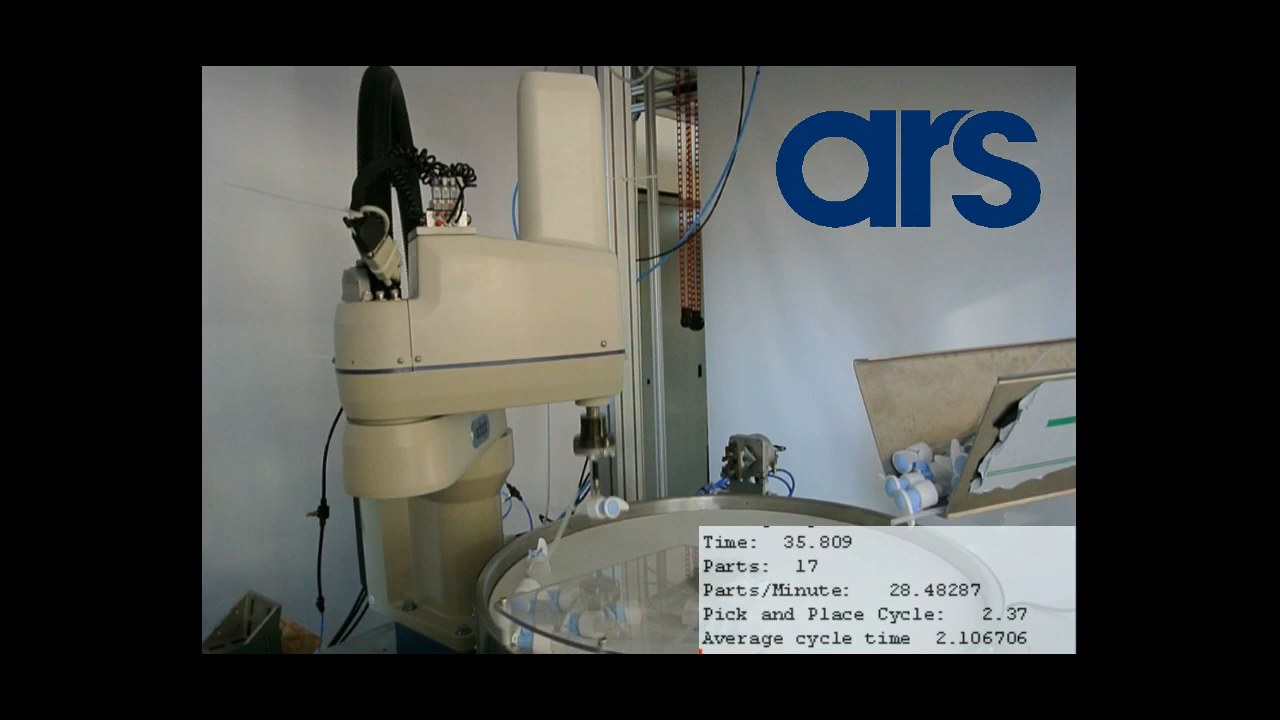 ars
Time: 35.809
Parts: 17
Parts/Minute: 28.48287
Pick and Place Cycle: 2.37
Average cycle time 2.106706